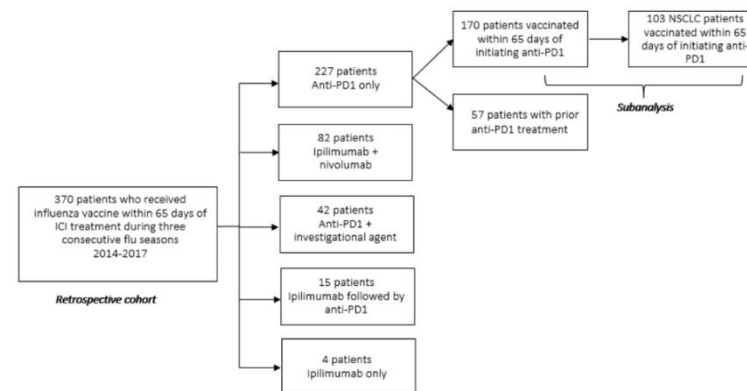 370 patients who received
influenza vaccine within 65 days of
ICI treatment during three
consecutive flu seasons
2014-2017
Retrospective cohort
227 patients
Anti-PD1 only
82 patients
Ipilimumab +
nivolumab
42 patients
Anti-PD1 +
investigational agent
15 patients
Ipilimumab followed by
anti-PD1
4 patients
Ipilimumab only
170 patients vaccinated
within 65 days of
initiating anti-PD1
57 patients with prior
anti-PD1 treatment
103 NSCLC patients
vaccinated within 65
days of initiating anti-
PD1
Subanalysis